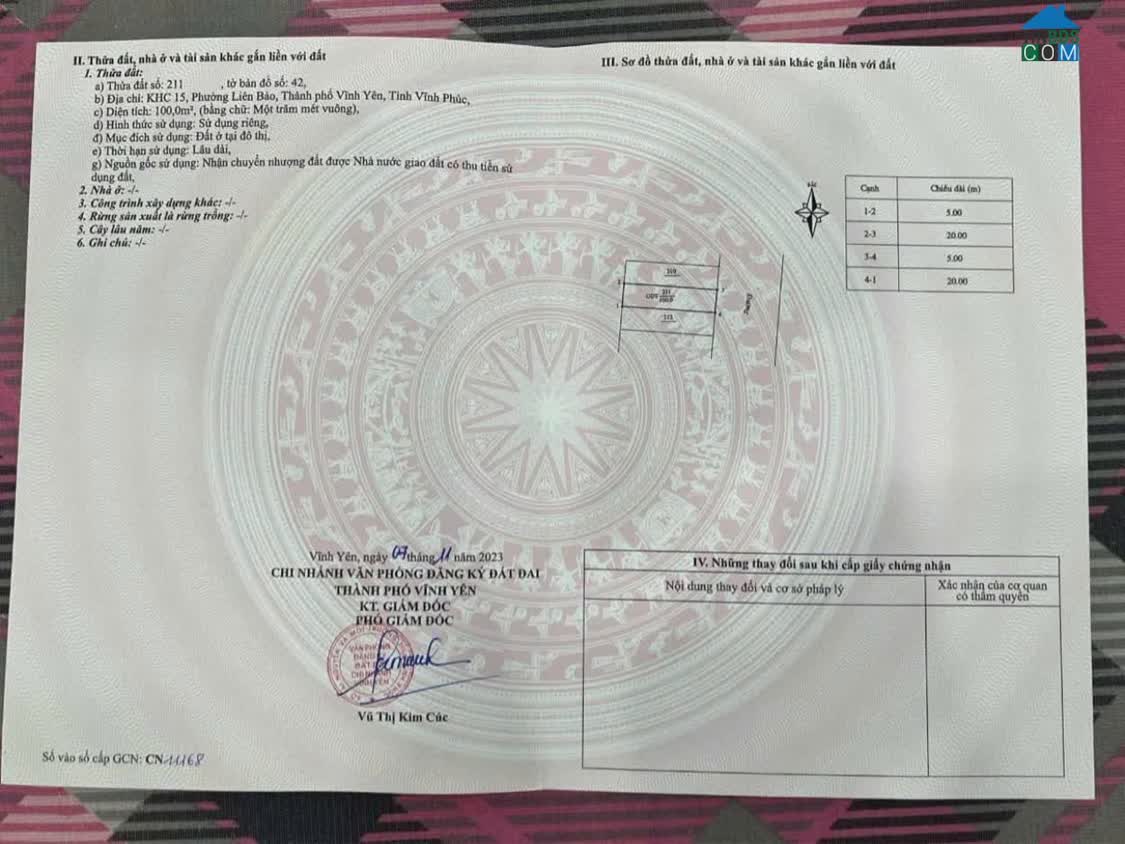 BDS
COM
II. Thửa đất, nhà ở và tài sản khác gắn liền với đất
1. Thửa đất:
a) Thửa đất số: 211 , tờ bản đồ số: 42,
b) Địa chỉ: KHC 15, Phường Liên Bảo, Thành phố Vĩnh Yên, Tỉnh Vĩnh Phúc,
c) Diện tích: 100,0m², (bằng chữ: Một trăm mét vuông),
d) Hình thức sử dụng: Sử dụng riêng,
đ) Mục đích sử dụng: Đất ở tại đô thị,
e) Thời hạn sử dụng: Lâu dài,
g) Nguồn gốc sử dụng: Nhận chuyển nhượng đất được Nhà nước giao đất có thu tiền sử
dụng đất,
2. Nhà ở: -/-
3. Công trình xây dựng khác: -/-
4. Rừng sản xuất là rừng trồng: -/-
5. Cây lâu năm: -/-
6. Ghi chú: -/-
Vĩnh Yên, ngày 07 tháng 11 năm 2023
CHI NHÁNH VĂN PHÒNG ĐĂNG KÝ ĐẤT ĐAI
THÀNH PHỐ VĨNH YÊN
KT. GIÁM ĐỐC
PHÓ GIÁM ĐỐC
Vũ Thị Kim Cúc
Số vào sổ cấp GCN: CN 11168
III. Sơ đồ thửa đất, nhà ở và tài sản khác gắn liền với đất
Cạnh Chiều dài (m)
1-2 5.00
2-3 20.00
3-4 5.00
4-1 20.00
ODT 211
100.0
Đường
IV. Những thay đổi sau khi cấp giấy chứng nhận
Nội dung thay đổi và cơ sở pháp lý Xác nhận của cơ quan
có thẩm quyền